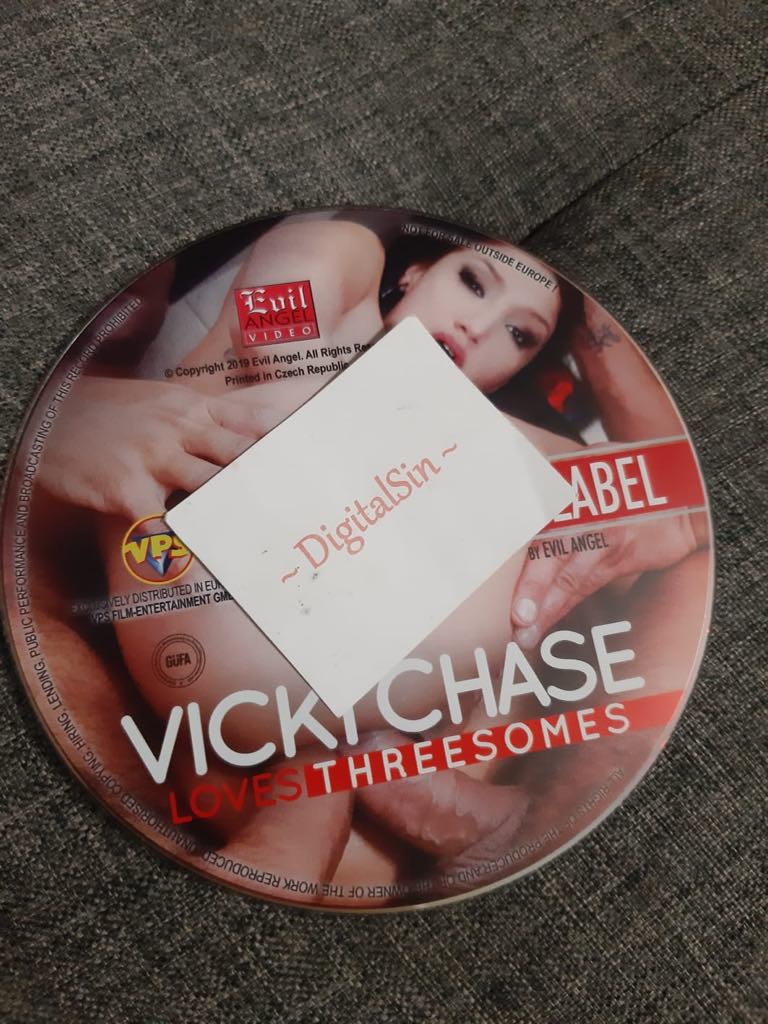 NOT FOR SALE OUTSIDE EUROPE !
Evil
ANGEL
VIDEO
© Copyright 2019 Evil Angel. All Rights
Printed in Czech Republic
~ DigitalSin ~
LABEL
BY EVIL ANGEL
VPS
EXCLUSIVELY DISTRIBUTED IN
VPS FILM-ENTERTAINMENT
GÜFA
VICKI CHASE
LOVES THREESOMES
OF THE PRODUCER AND OF THE OWNER OF THE WORK REPRODUCED. UNAUTHORISED COPYING, HIRING, LENDING, PUBLIC PERFORMANCE AND BROADCASTING OF THIS RECORD PROHIBITED